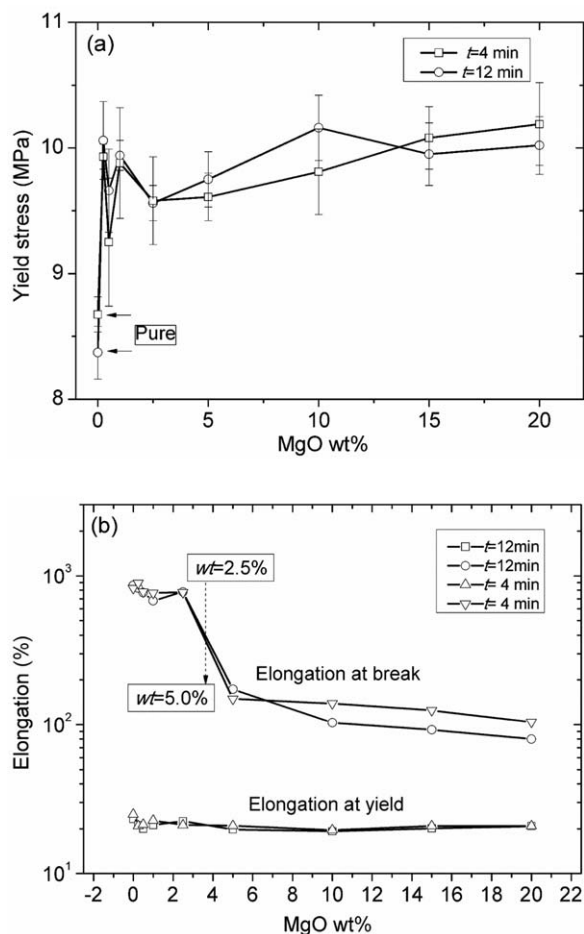 (a)
t=4 min
t=12 min
Yield stress (MPa)
11
10
9
8
Pure
0 5 10 15 20
MgO wt%
(b)
t=12min
t=12min
t= 4 min
t= 4 min
wt=2.5%
wt=5.0%
Elongation at break
Elongation at yield
Elongation (%)
10³
10²
10¹
-2 0 2 4 6 8 10 12 14 16 18 20 22
MgO wt%